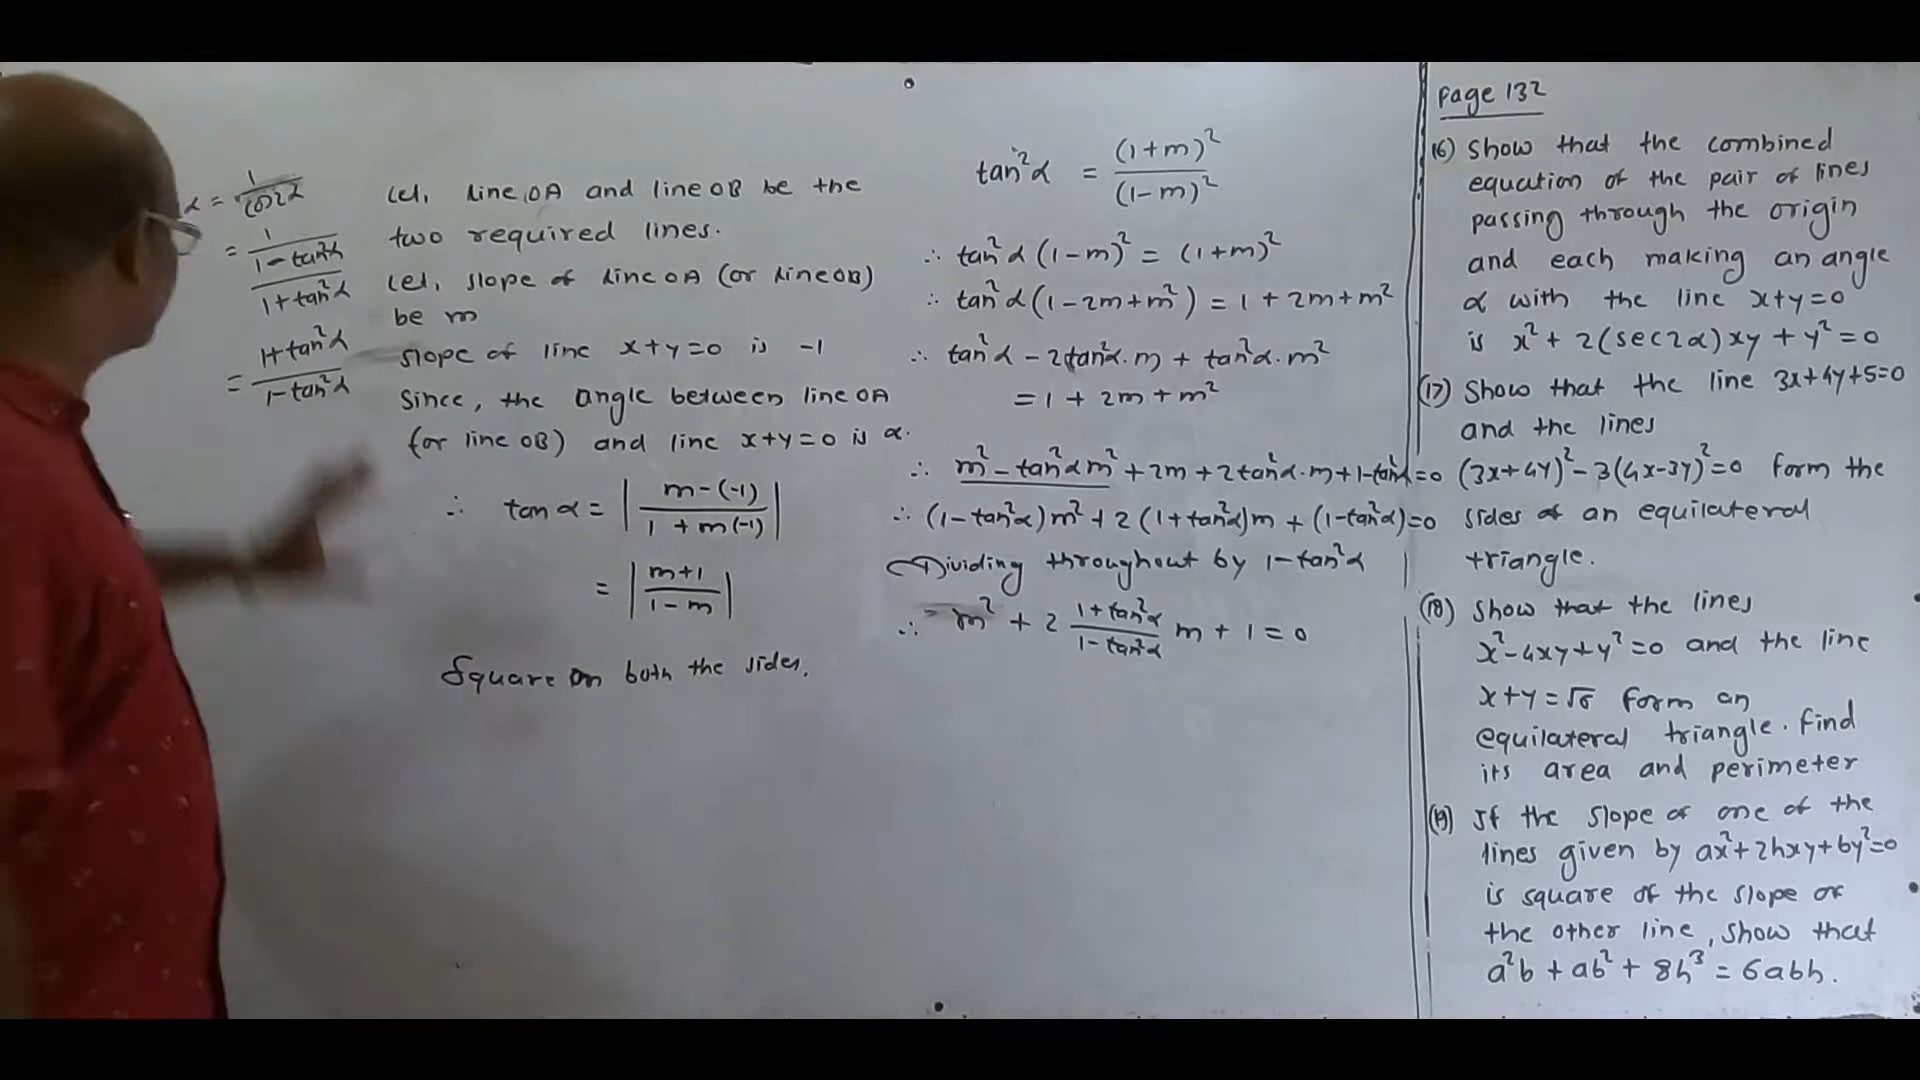 α = 1/cos2α
= 1/((1-tan²α)/(1+tan²α))
= (1+tan²α)/(1-tan²α)
Let, line OA and line OB be the
two required lines.
Let, slope of line OA (or line OB)
be m
slope of line x+y=0 is -1
Since, the angle between line OA
(or line OB) and line x+y=0 is α.
∴ tan α = |(m-(-1))/(1+m(-1))|
= |(m+1)/(1-m)|
Square on both the sides.
tan²α = (1+m)²/(1-m)²
∴ tan²α(1-m)² = (1+m)²
∴ tan²α(1-2m+m²) = 1+2m+m²
∴ tan²α - 2tan²α.m + tan²α.m²
= 1 + 2m + m²
∴ m² - tan²αm² + 2m + 2tan²α.m + 1-tan²α=0
∴ (1-tan²α)m² + 2(1+tan²α)m + (1-tan²α)=0
Dividing throughout by 1-tan²α
∴ m² + 2 (1+tan²α)/(1-tan²α) m + 1 = 0
Page 132
16) Show that the combined
equation of the pair of lines
passing through the origin
and each making an angle
α with the line x+y=0
is x²+2(sec2α)xy+y²=0
(17) Show that the line 3x+4y+5=0
and the lines
(3x+4y)²-3(4x-3y)²=0 form the
sides of an equilateral
triangle.
(18) Show that the lines
x²-4xy+y²=0 and the line
x+y=√6 form an
equilateral triangle. Find
its area and perimeter
(19) If the slope of one of the
lines given by ax²+2hxy+by²=0
is square of the slope of
the other line, show that
a²b + ab² + 8h³ = 6abh.